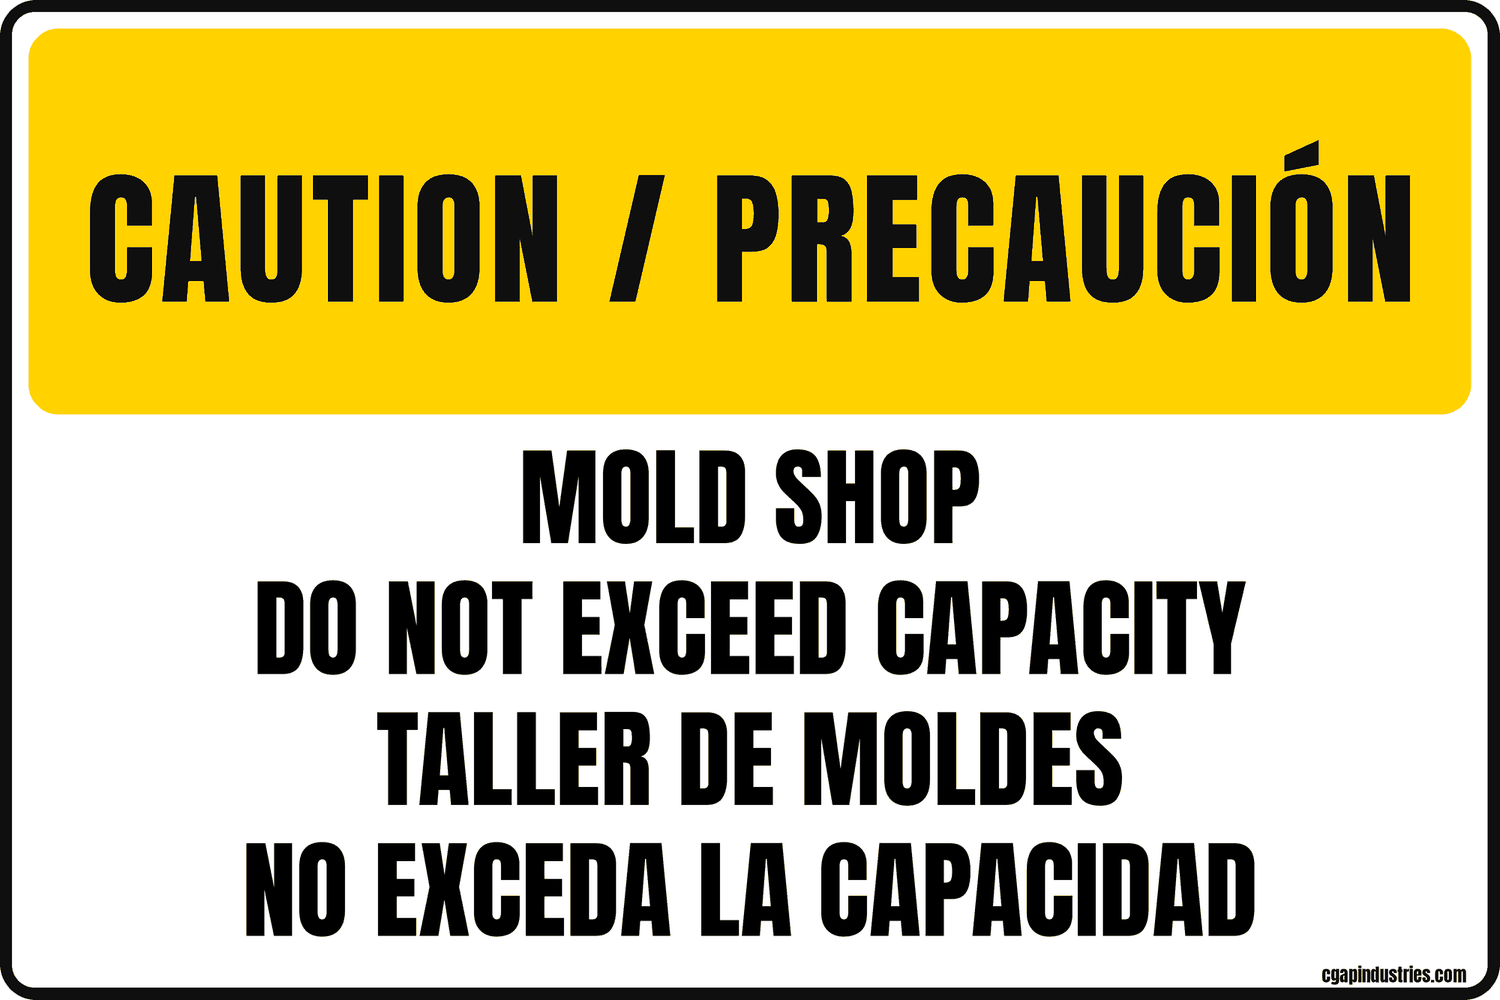 CAUTION / PRECAUCIÓN
MOLD SHOP
DO NOT EXCEED CAPACITY
TALLER DE MOLDES
NO EXCEDA LA CAPACIDAD
cgapindustries.com